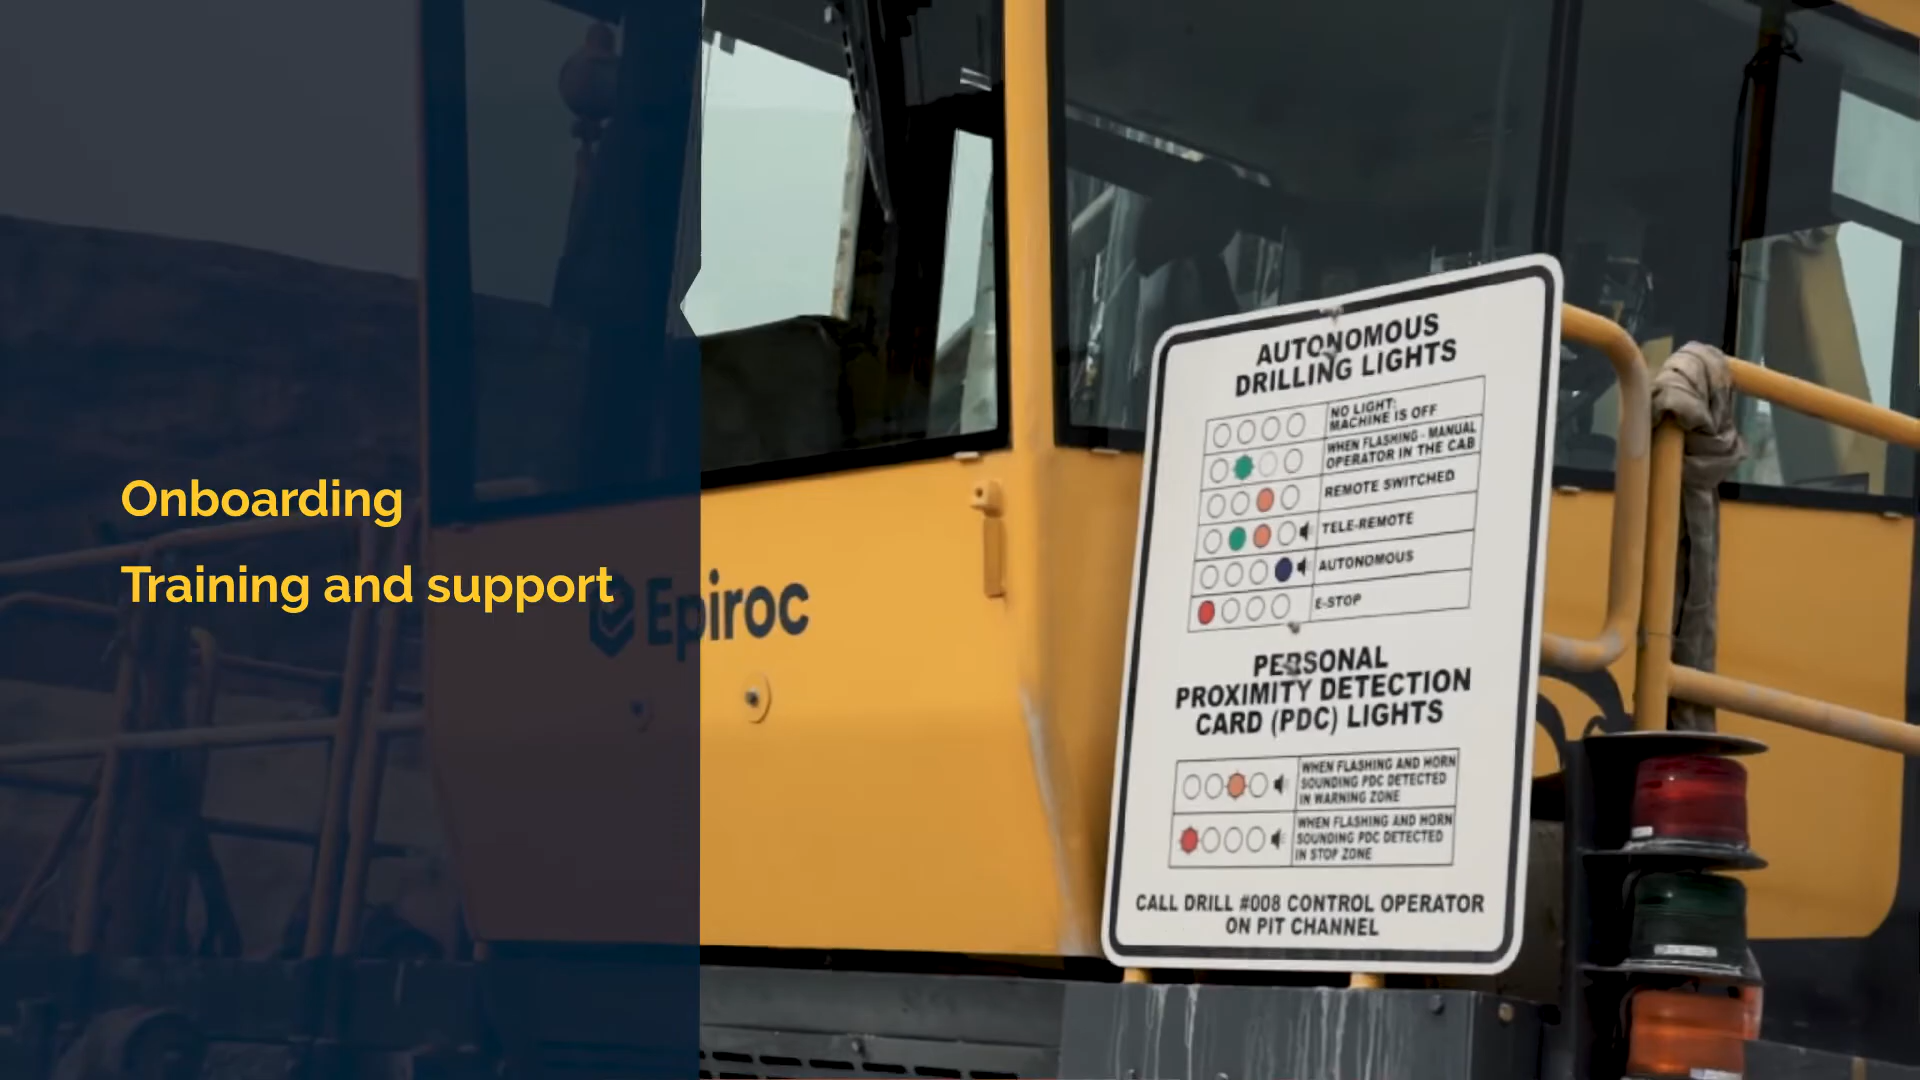 Onboarding
Training and support
Epiroc
AUTONOMOUS
DRILLING LIGHTS
NO LIGHT:
MACHINE IS OFF
WHEN FLASHING - MANUAL
OPERATOR IN THE CAB
REMOTE SWITCHED
TELE-REMOTE
AUTONOMOUS
E-STOP
PERSONAL
PROXIMITY DETECTION
CARD (PDC) LIGHTS
WHEN FLASHING AND HORN
SOUNDING PDC DETECTED
IN WARNING ZONE
WHEN FLASHING AND HORN
SOUNDING PDC DETECTED
IN STOP ZONE
CALL DRILL #008 CONTROL OPERATOR
ON PIT CHANNEL